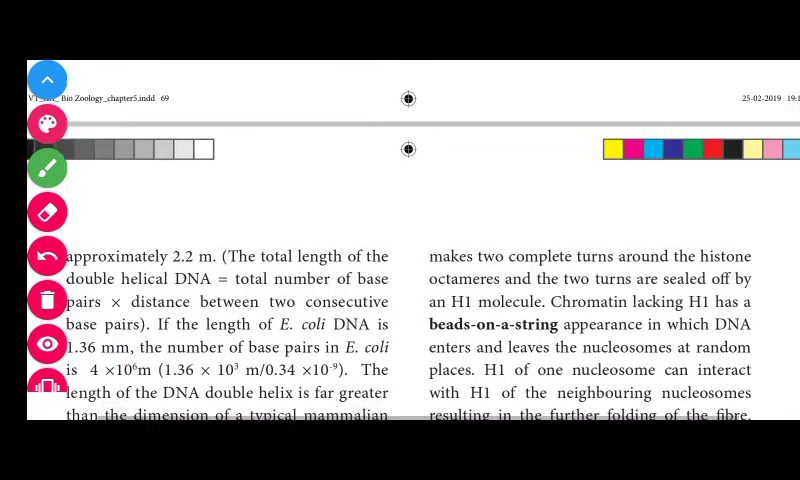 Bio Zoology_chapter5.indd 69
25-02-2019
approximately 2.2 m. (The total length of the
double helical DNA = total number of base
pairs × distance between two consecutive
base pairs). If the length of E. coli DNA is
1.36 mm, the number of base pairs in E. coli
is 4 ×10⁶m (1.36 × 10³ m/0.34 ×10⁻⁹). The
length of the DNA double helix is far greater
than the dimension of a typical mammalian
makes two complete turns around the histone
octameres and the two turns are sealed off by
an H1 molecule. Chromatin lacking H1 has a
beads-on-a-string appearance in which DNA
enters and leaves the nucleosomes at random
places. H1 of one nucleosome can interact
with H1 of the neighbouring nucleosomes
resulting in the further folding of the fibre.